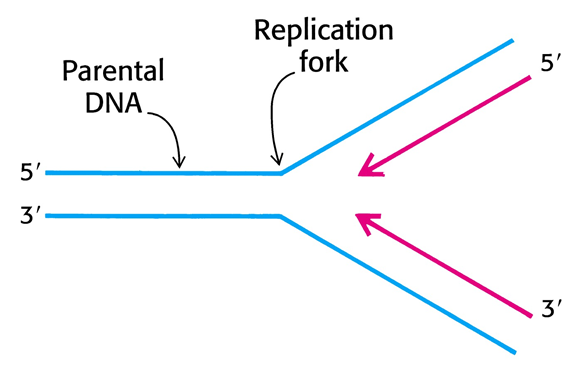 Replication
fork
Parental
DNA
5′
5′
3′
3′